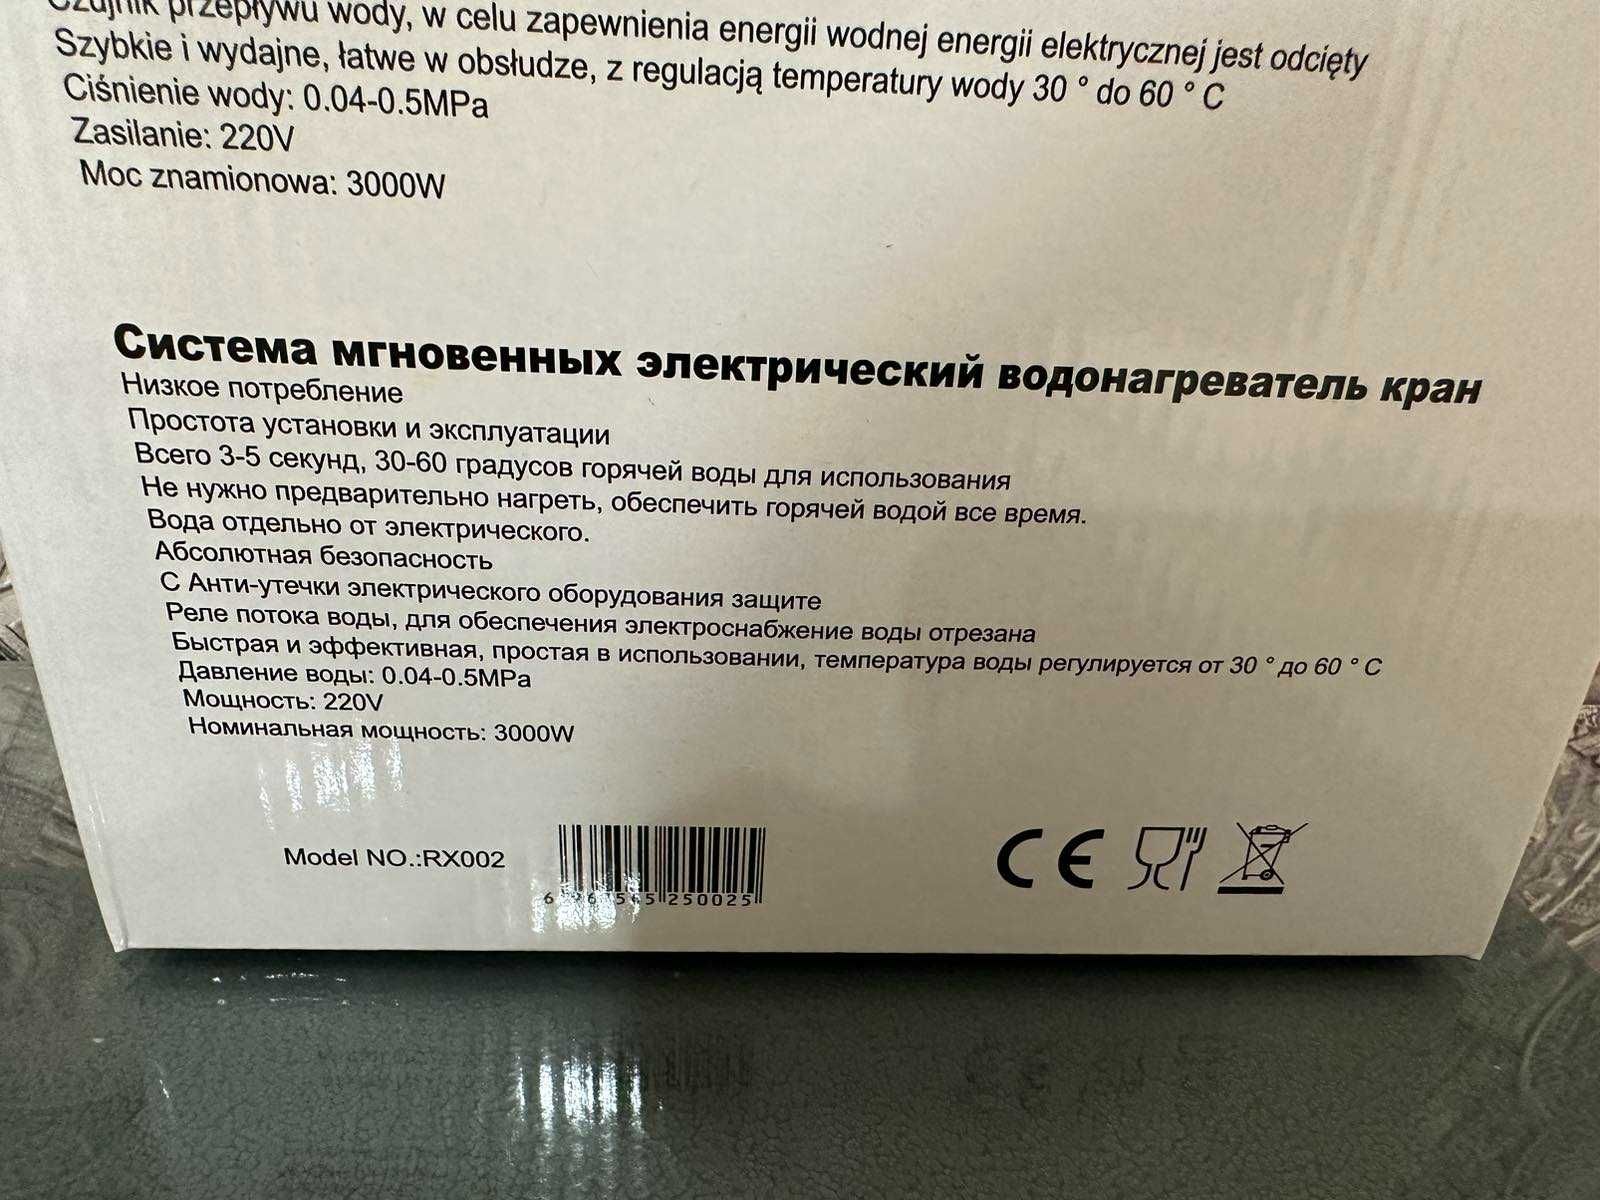 Czujnik przepływu wody, w celu zapewnienia energii wodnej energii elektrycznej jest odcięty
Szybkie i wydajne, łatwe w obsłudze, z regulacją temperatury wody 30 ° do 60 ° C
Ciśnienie wody: 0.04-0.5MPa
Zasilanie: 220V
Moc znamionowa: 3000W
Система мгновенных электрический водонагреватель кран
Низкое потребление
Простота установки и эксплуатации
Всего 3-5 секунд, 30-60 градусов горячей воды для использования
Не нужно предварительно нагреть, обеспечить горячей водой все время.
Вода отдельно от электрического.
Абсолютная безопасность
С Анти-утечки электрического оборудования защите
Реле потока воды, для обеспечения электроснабжение воды отрезана
Быстрая и эффективная, простая в использовании, температура воды регулируется от 30 ° до 60 ° C
Давление воды: 0.04-0.5MPa
Мощность: 220V
Номинальная мощность: 3000W
Model NO.:RX002
250025
CE